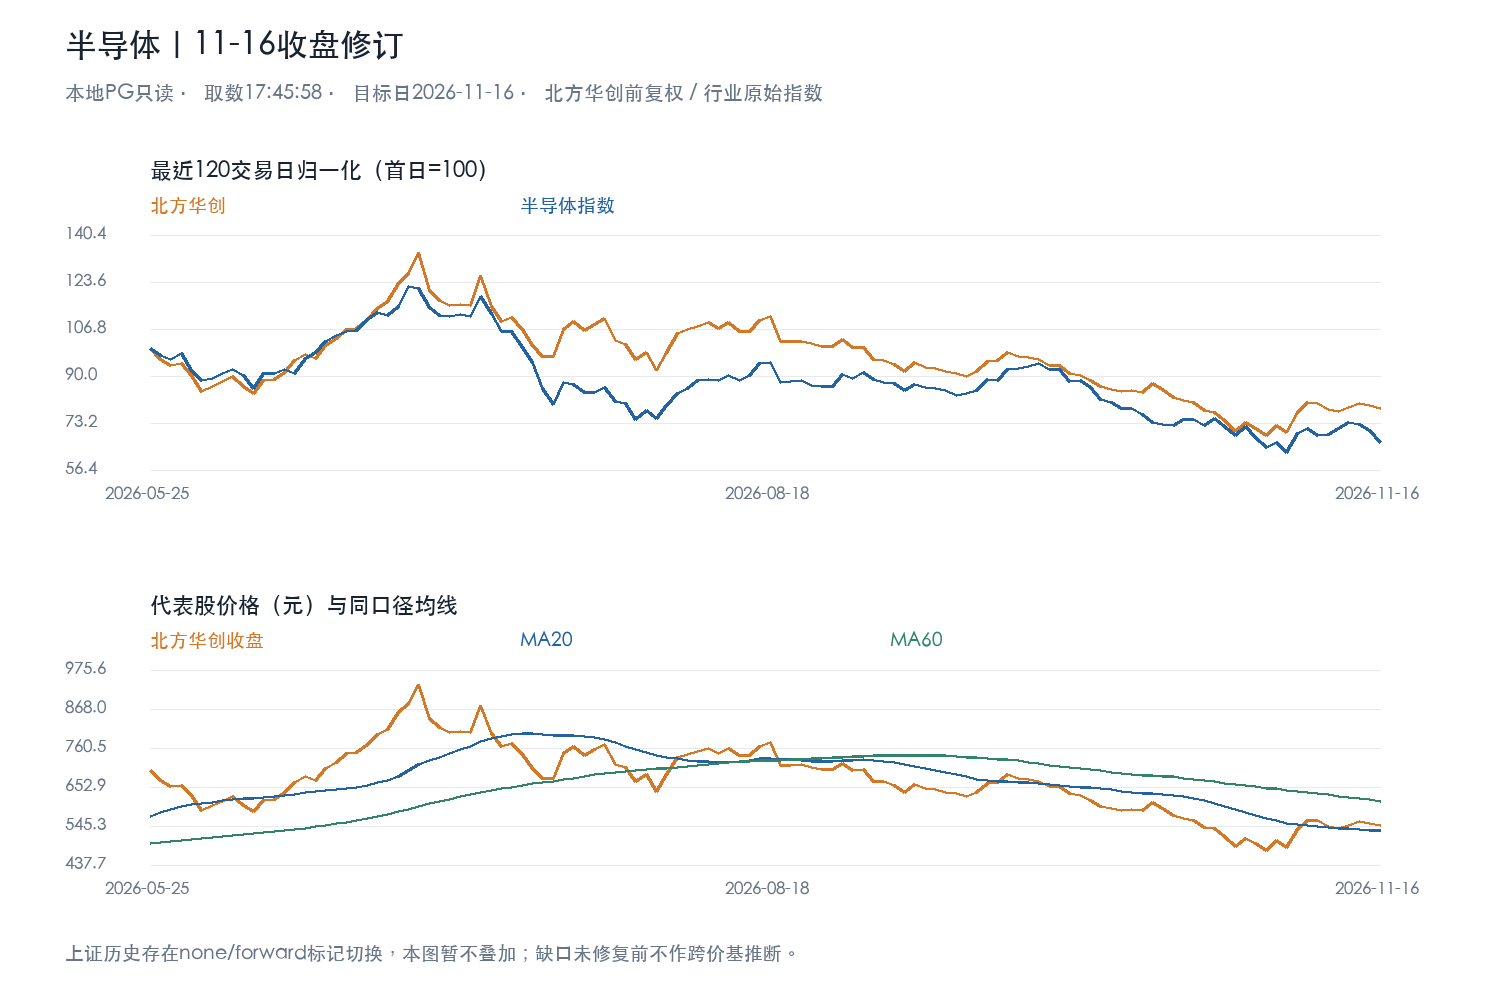 半导体 | 11-16收盘修订
本地PG只读 · 取数17:45:58 · 目标日2026-11-16 · 北方华创前复权 / 行业原始指数
最近120交易日归一化（首日=100）
北方华创 半导体指数
140.4
123.6
106.8
90.0
73.2
56.4
2026-05-25 2026-08-18 2026-11-16
代表股价格（元）与同口径均线
北方华创收盘 MA20 MA60
975.6
868.0
760.5
652.9
545.3
437.7
2026-05-25 2026-08-18 2026-11-16
上证历史存在none/forward标记切换，本图暂不叠加；缺口未修复前不作跨价基推断。